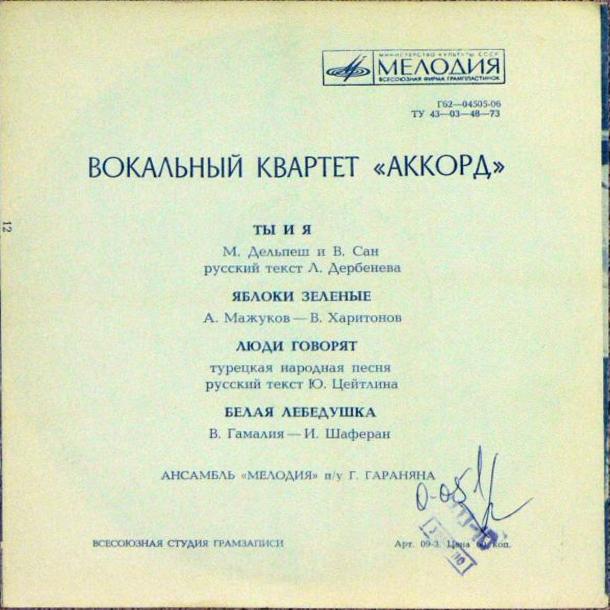 МИНИСТЕРСТВО КУЛЬТУРЫ СССР
МЕЛОДИЯ
ВСЕСОЮЗНАЯ ФИРМА ГРАМПЛАСТИНОК
Г62—04505-06
ТУ 43—03—48—73
ВОКАЛЬНЫЙ КВАРТЕТ «АККОРД»
12
ТЫ И Я
М. Дельпеш и В. Сан
русский текст Л. Дербенева
ЯБЛОКИ ЗЕЛЕНЫЕ
А. Мажуков — В. Харитонов
ЛЮДИ ГОВОРЯТ
турецкая народная песня
русский текст Ю. Цейтлина
БЕЛАЯ ЛЕБЕДУШКА
В. Гамалия — И. Шаферан
АНСАМБЛЬ «МЕЛОДИЯ» п/у Г. ГАРАНЯНА
ВСЕСОЮЗНАЯ СТУДИЯ ГРАМЗАПИСИ
Арт. 09-3. Цена коп.